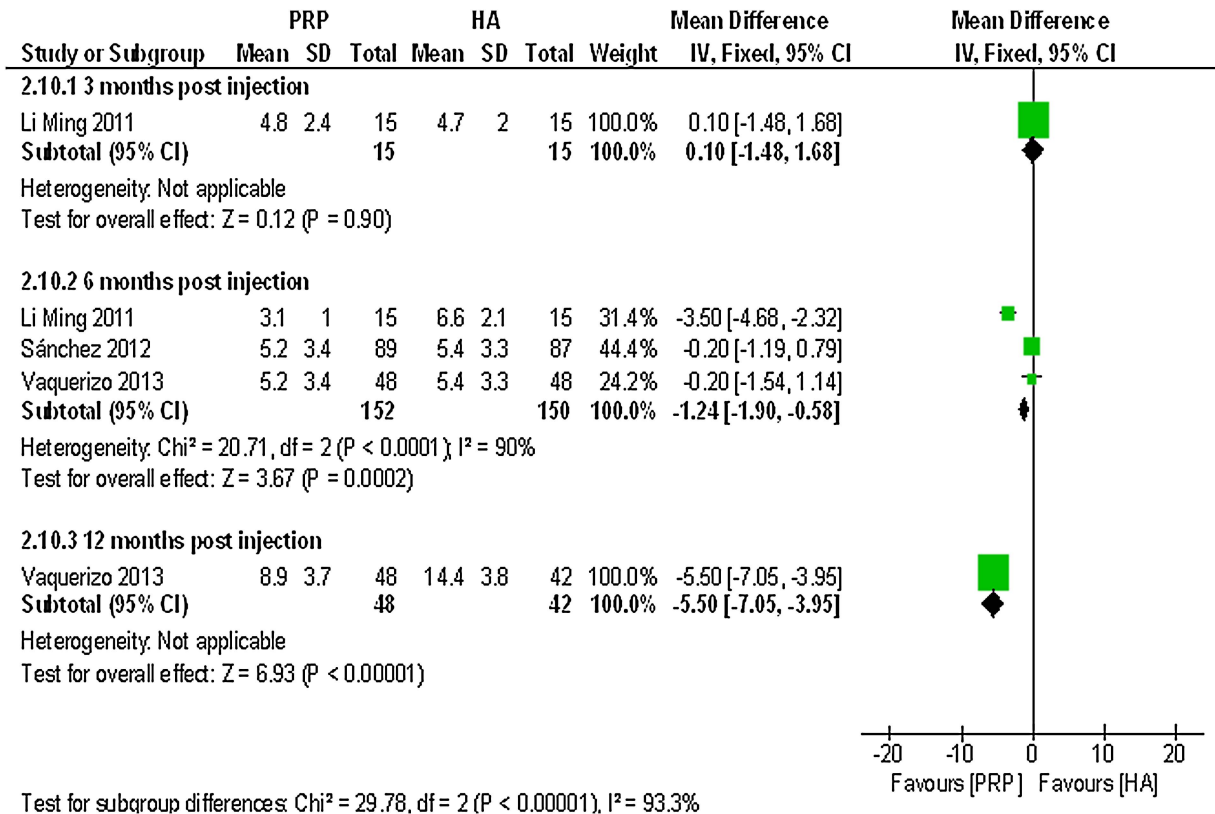 PRP HA Mean Difference Mean Difference
Study or Subgroup Mean SD Total Mean SD Total Weight IV, Fixed, 95% CI IV, Fixed, 95% CI
2.10.1 3 months post injection
Li Ming 2011 4.8 2.4 15 4.7 2 15 100.0% 0.10 [-1.48, 1.68]
Subtotal (95% CI) 15 15 100.0% 0.10 [-1.48, 1.68]
Heterogeneity: Not applicable
Test for overall effect: Z = 0.12 (P = 0.90)
2.10.2 6 months post injection
Li Ming 2011 3.1 1 15 6.6 2.1 15 31.4% -3.50 [-4.68, -2.32]
Sánchez 2012 5.2 3.4 89 5.4 3.3 87 44.4% -0.20 [-1.19, 0.79]
Vaquerizo 2013 5.2 3.4 48 5.4 3.3 48 24.2% -0.20 [-1.54, 1.14]
Subtotal (95% CI) 152 150 100.0% -1.24 [-1.90, -0.58]
Heterogeneity: Chi² = 20.71, df = 2 (P < 0.0001); I² = 90%
Test for overall effect: Z = 3.67 (P = 0.0002)
2.10.3 12 months post injection
Vaquerizo 2013 8.9 3.7 48 14.4 3.8 42 100.0% -5.50 [-7.05, -3.95]
Subtotal (95% CI) 48 42 100.0% -5.50 [-7.05, -3.95]
Heterogeneity: Not applicable
Test for overall effect: Z = 6.93 (P < 0.00001)
-20 -10 0 10 20
Favours [PRP] Favours [HA]
Test for subgroup differences: Chi² = 29.78, df = 2 (P < 0.00001), I² = 93.3%